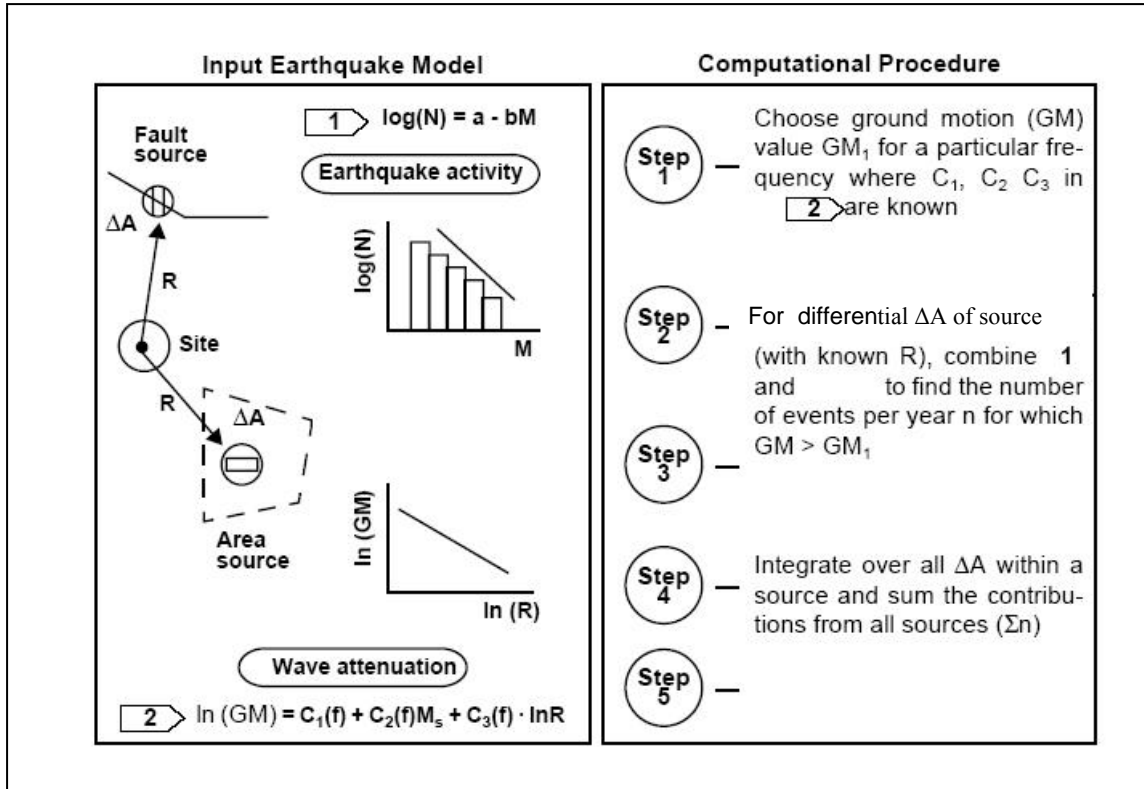 Input Earthquake Model
1 log(N) = a - bM
Fault
source
Earthquake activity
ΔA
log(N)
R
M
Site
R
ΔA
Area
source
ln (GM)
ln (R)
Wave attenuation
2 ln (GM) = C₁(f) + C₂(f)Mₛ + C₃(f) · lnR
Computational Procedure
Step
1
Choose ground motion (GM)
value GM₁ for a particular fre-
quency where C₁, C₂ C₃ in
2 are known
Step
2
For differential ΔA of source
(with known R), combine 1
and to find the number
of events per year n for which
GM > GM₁
Step
3
Step
4
Integrate over all ΔA within a
source and sum the contribu-
tions from all sources (Σn)
Step
5